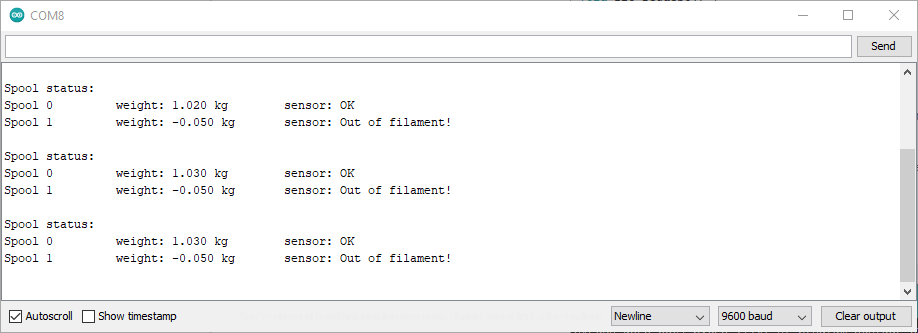 COM8
Send
Spool status:
Spool 0 weight: 1.020 kg sensor: OK
Spool 1 weight: -0.050 kg sensor: Out of filament!
Spool status:
Spool 0 weight: 1.030 kg sensor: OK
Spool 1 weight: -0.050 kg sensor: Out of filament!
Spool status:
Spool 0 weight: 1.030 kg sensor: OK
Spool 1 weight: -0.050 kg sensor: Out of filament!
Autoscroll Show timestamp Newline 9600 baud Clear output